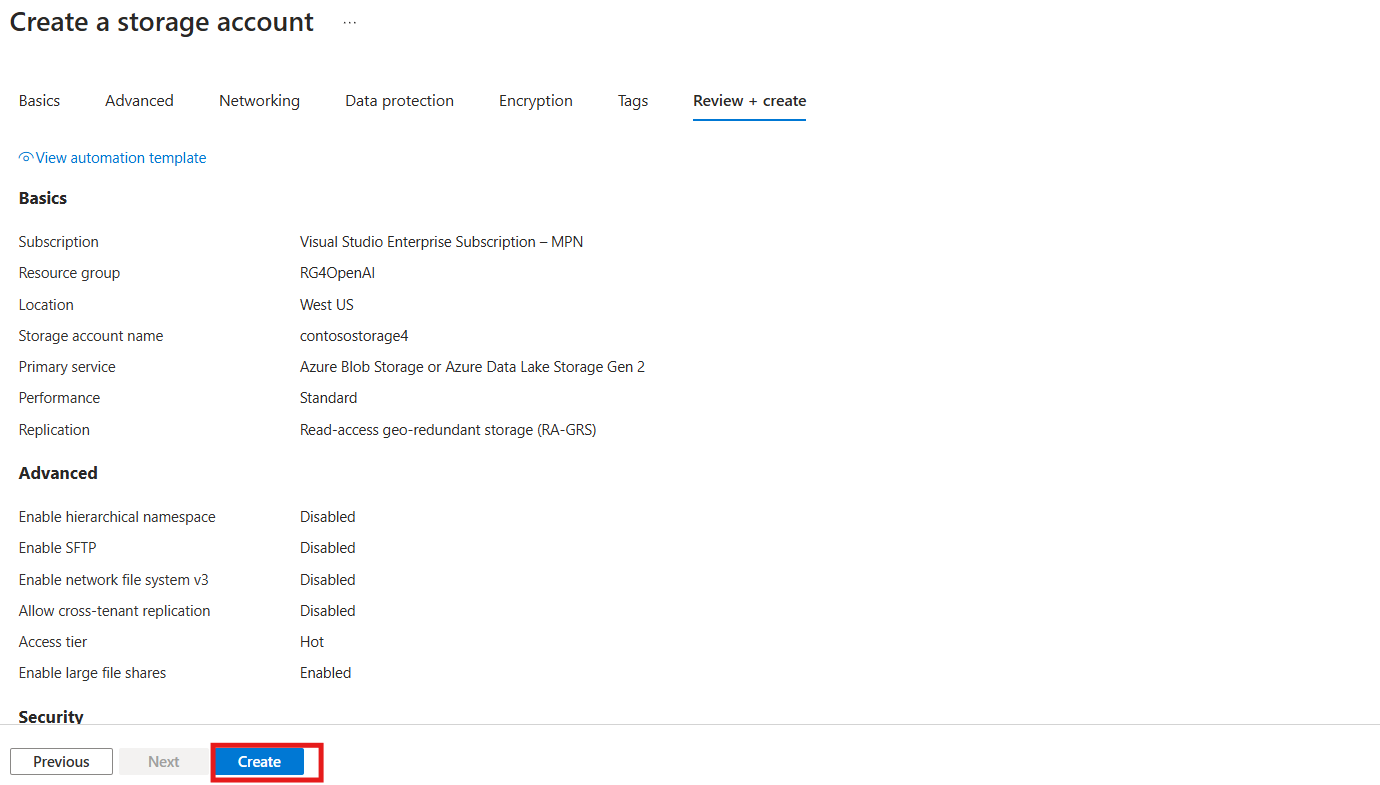 Create a storage account ...
Basics Advanced Networking Data protection Encryption Tags Review + create
View automation template
Basics
Subscription Visual Studio Enterprise Subscription – MPN
Resource group RG4OpenAI
Location West US
Storage account name contosostorage4
Primary service Azure Blob Storage or Azure Data Lake Storage Gen 2
Performance Standard
Replication Read-access geo-redundant storage (RA-GRS)
Advanced
Enable hierarchical namespace Disabled
Enable SFTP Disabled
Enable network file system v3 Disabled
Allow cross-tenant replication Disabled
Access tier Hot
Enable large file shares Enabled
Security
Previous Next Create